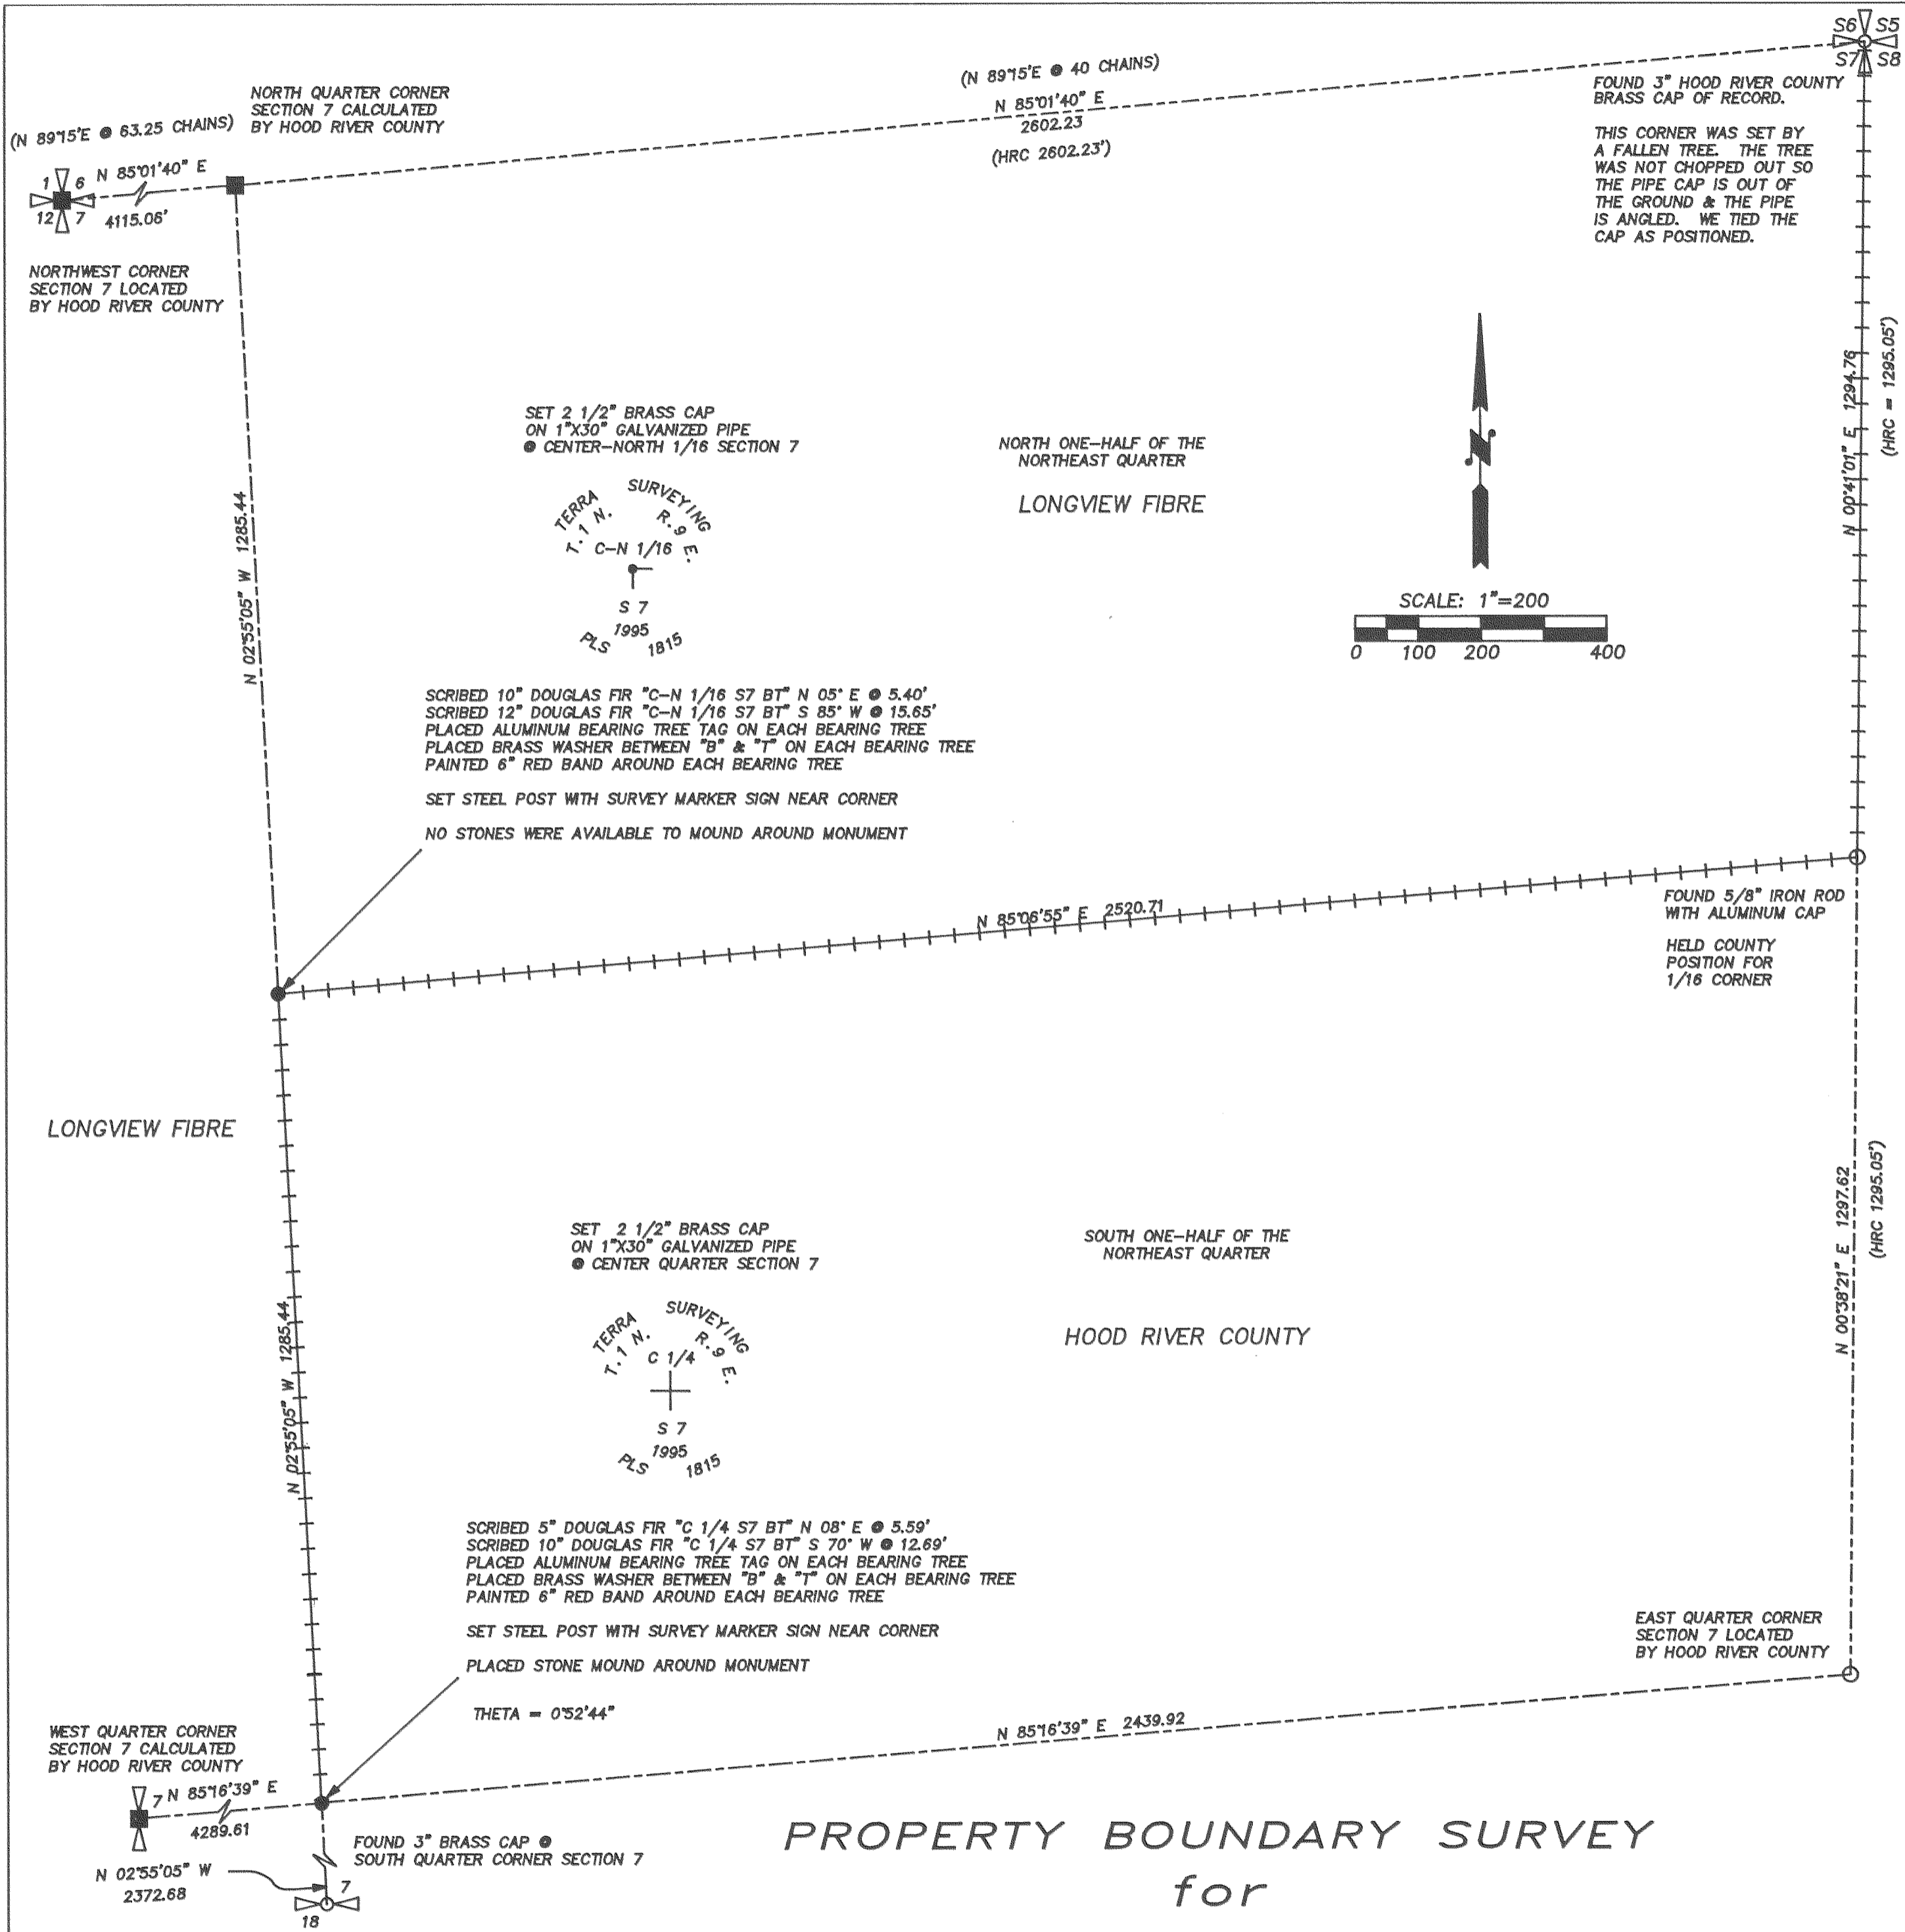 (N 89°15'E @ 63.25 CHAINS)
NORTH QUARTER CORNER
SECTION 7 CALCULATED
BY HOOD RIVER COUNTY
(N 89°15'E @ 40 CHAINS)
N 85°01'40" E
2602.23
(HRC 2602.23')
S6 S5
S7 S8
FOUND 3" HOOD RIVER COUNTY
BRASS CAP OF RECORD.
THIS CORNER WAS SET BY
A FALLEN TREE. THE TREE
WAS NOT CHOPPED OUT SO
THE PIPE CAP IS OUT OF
THE GROUND & THE PIPE
IS ANGLED. WE TIED THE
CAP AS POSITIONED.
1 6
12 7
N 85°01'40" E
4115.06'
NORTHWEST CORNER
SECTION 7 LOCATED
BY HOOD RIVER COUNTY
N 02°55'05" W 1285.44
SET 2 1/2" BRASS CAP
ON 1"X30" GALVANIZED PIPE
@ CENTER-NORTH 1/16 SECTION 7
TERRA SURVEYING
T. 1 N. R. 9 E.
C-N 1/16
S 7
1995
PLS 1815
NORTH ONE-HALF OF THE
NORTHEAST QUARTER
LONGVIEW FIBRE
N
SCALE: 1"=200
0 100 200 400
N 00°41'01" E 1294.76
(HRC = 1295.05')
SCRIBED 10" DOUGLAS FIR "C-N 1/16 S7 BT" N 05° E @ 5.40'
SCRIBED 12" DOUGLAS FIR "C-N 1/16 S7 BT" S 85° W @ 15.65'
PLACED ALUMINUM BEARING TREE TAG ON EACH BEARING TREE
PLACED BRASS WASHER BETWEEN "B" & "T" ON EACH BEARING TREE
PAINTED 6" RED BAND AROUND EACH BEARING TREE
SET STEEL POST WITH SURVEY MARKER SIGN NEAR CORNER
NO STONES WERE AVAILABLE TO MOUND AROUND MONUMENT
N 85°06'55" E 2520.71
FOUND 5/8" IRON ROD
WITH ALUMINUM CAP
HELD COUNTY
POSITION FOR
1/16 CORNER
LONGVIEW FIBRE
N 02°55'05" W 1285.44
SET 2 1/2" BRASS CAP
ON 1"X30" GALVANIZED PIPE
@ CENTER QUARTER SECTION 7
TERRA SURVEYING
T. 1 N. R. 9 E.
C 1/4
S 7
1995
PLS 1815
SOUTH ONE-HALF OF THE
NORTHEAST QUARTER
HOOD RIVER COUNTY
N 00°38'21" E 1297.62
(HRC 1295.05')
SCRIBED 5" DOUGLAS FIR "C 1/4 S7 BT" N 08° E @ 5.59'
SCRIBED 10" DOUGLAS FIR "C 1/4 S7 BT" S 70° W @ 12.69'
PLACED ALUMINUM BEARING TREE TAG ON EACH BEARING TREE
PLACED BRASS WASHER BETWEEN "B" & "T" ON EACH BEARING TREE
PAINTED 6" RED BAND AROUND EACH BEARING TREE
SET STEEL POST WITH SURVEY MARKER SIGN NEAR CORNER
PLACED STONE MOUND AROUND MONUMENT
THETA = 0°52'44"
EAST QUARTER CORNER
SECTION 7 LOCATED
BY HOOD RIVER COUNTY
N 85°16'39" E 2439.92
WEST QUARTER CORNER
SECTION 7 CALCULATED
BY HOOD RIVER COUNTY
7 N 85°16'39" E
4289.61
FOUND 3" BRASS CAP @
SOUTH QUARTER CORNER SECTION 7
N 02°55'05" W
2372.68
7
18
PROPERTY BOUNDARY SURVEY
for